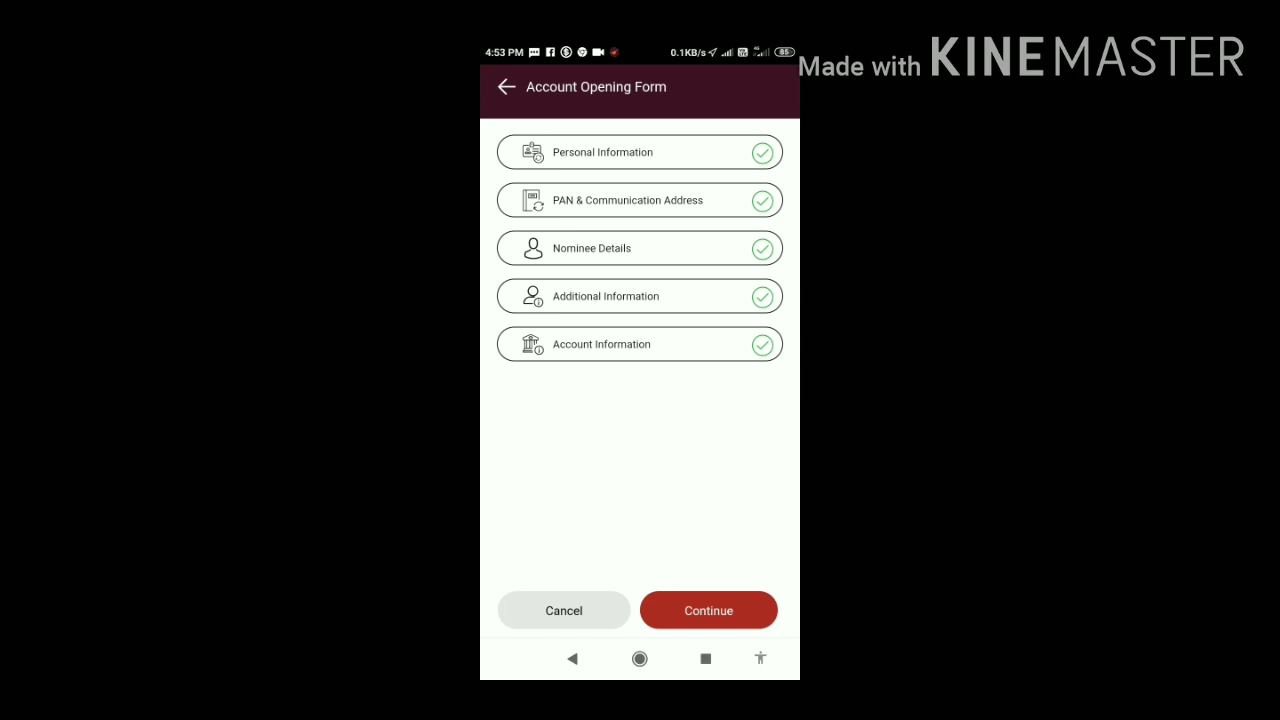 4:53 PM
0.1KB/s
85
Made with KINEMASTER
Account Opening Form
Personal Information
PAN & Communication Address
Nominee Details
Additional Information
Account Information
Cancel
Continue